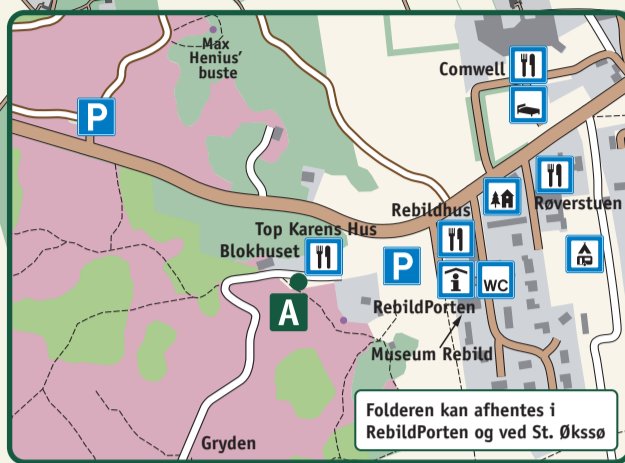 Max
Henius'
buste
Comwell
P
Rebildhus
Røverstuen
Top Karens Hus
Blokhuset
P
WC
A
RebildPorten
Museum Rebild
Folderen kan afhentes i
RebildPorten og ved St. Økssø
Gryden